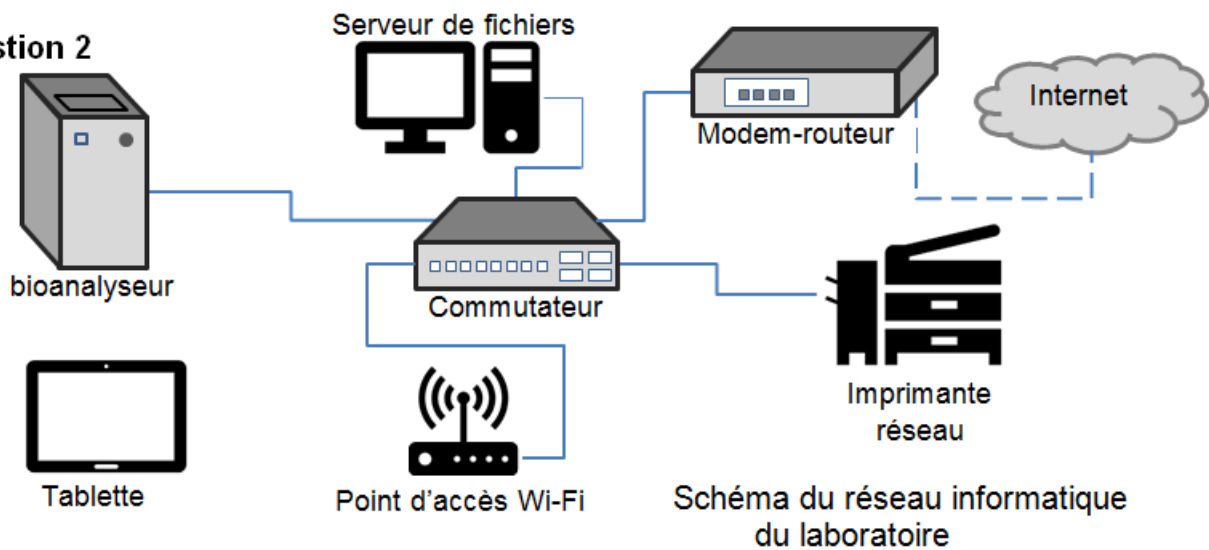 Serveur de fichiers
stion 2
Internet
Modem-routeur
bioanalyseur
Commutateur
Imprimante
réseau
Tablette
Point d'accès Wi-Fi
Schéma du réseau informatique
du laboratoire